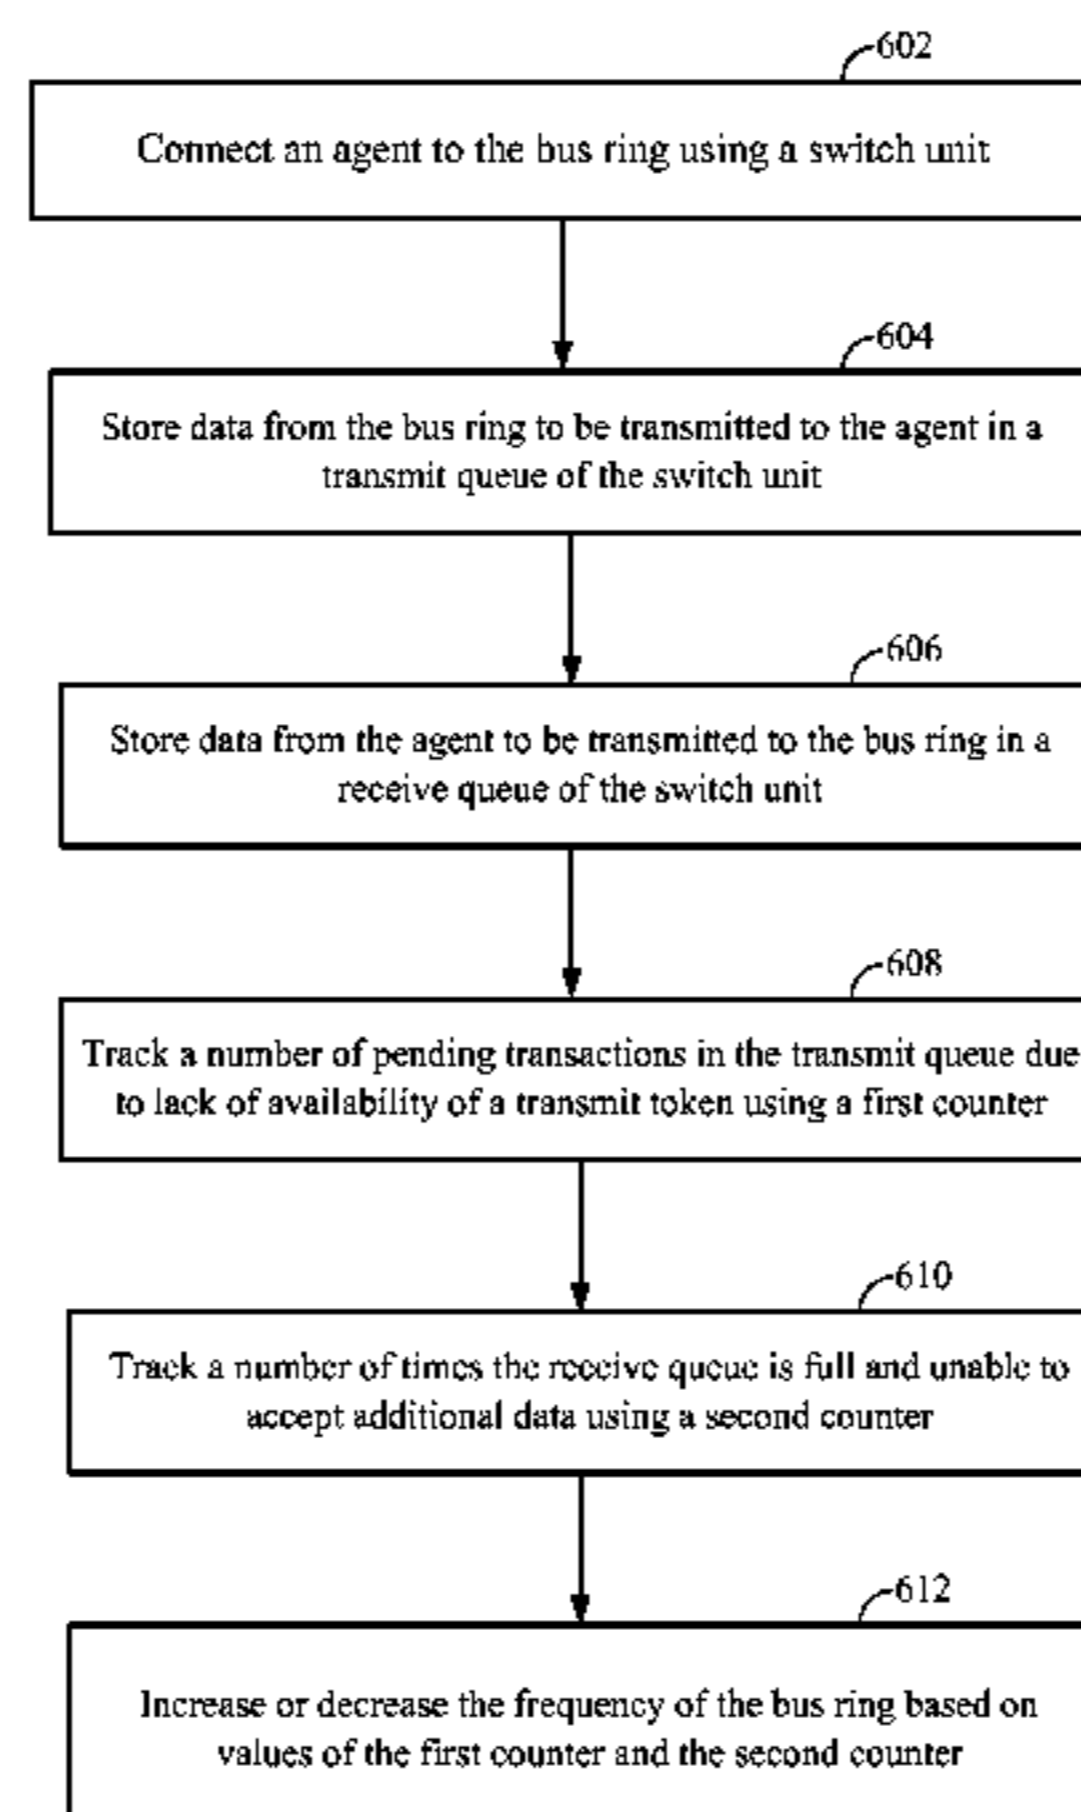 602
Connect an agent to the bus ring using a switch unit
604
Store data from the bus ring to be transmitted to the agent in a
transmit queue of the switch unit
606
Store data from the agent to be transmitted to the bus ring in a
receive queue of the switch unit
608
Track a number of pending transactions in the transmit queue due
to lack of availability of a transmit token using a first counter
610
Track a number of times the receive queue is full and unable to
accept additional data using a second counter
612
Increase or decrease the frequency of the bus ring based on
values of the first counter and the second counter